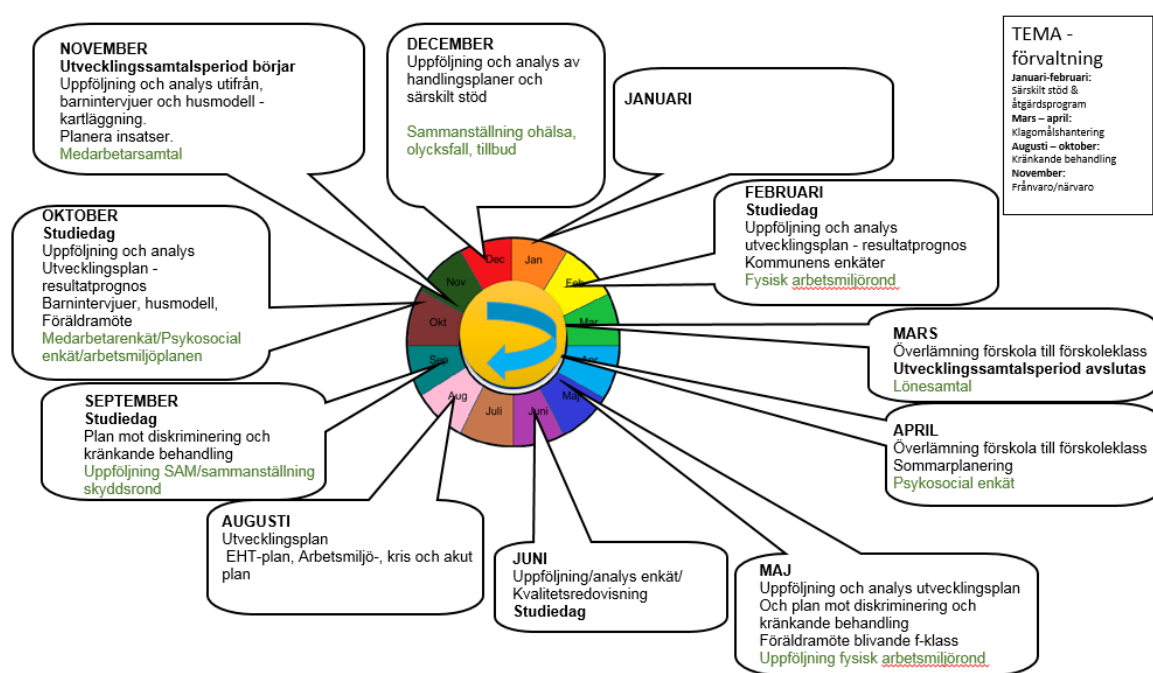 NOVEMBER
Utvecklingssamtalsperiod börjar
Uppföljning och analys utifrån,
barnintervjuer och husmodell -
kartläggning.
Planera insatser.
Medarbetarsamtal
DECEMBER
Uppföljning och analys av
handlingsplaner och
särskilt stöd
Sammanställning ohälsa,
olycksfall, tillbud
JANUARI
TEMA -
förvaltning
Januari-februari:
Särskilt stöd &
åtgärdsprogram
Mars – april:
Klagomålshantering
Augusti – oktober:
Kränkande behandling
November:
Frånvaro/närvaro
FEBRUARI
Studiedag
Uppföljning och analys
utvecklingsplan - resultatprognos
Kommunens enkäter
Fysisk arbetsmiljörond
OKTOBER
Studiedag
Uppföljning och analys
Utvecklingsplan -
resultatprognos
Barnintervjuer, husmodell,
Föräldramöte
Medarbetarenkät/Psykosocial
enkät/arbetsmiljöplanen
Dec
Jan
Nov
Feb
Okt
Mar
Sep
Apr
Aug
Maj
Juli
Juni
MARS
Överlämning förskola till förskoleklass
Utvecklingssamtalsperiod avslutas
Lönesamtal
SEPTEMBER
Studiedag
Plan mot diskriminering och
kränkande behandling
Uppföljning SAM/sammanställning
skyddsrond
APRIL
Överlämning förskola till förskoleklass
Sommarplanering
Psykosocial enkät
AUGUSTI
Utvecklingsplan
EHT-plan, Arbetsmiljö-, kris och akut
plan
JUNI
Uppföljning/analys enkät/
Kvalitetsredovisning
Studiedag
MAJ
Uppföljning och analys utvecklingsplan
Och plan mot diskriminering och
kränkande behandling
Föräldramöte blivande f-klass
Uppföljning fysisk arbetsmiljörond